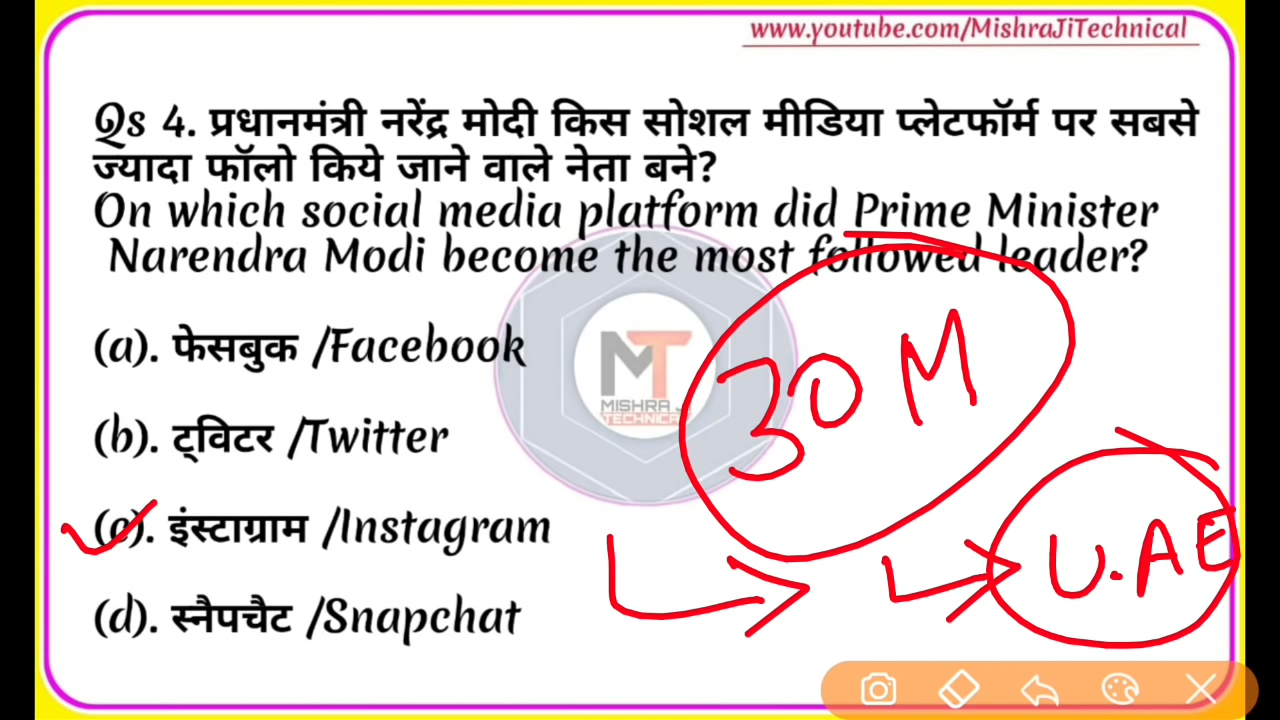 www.youtube.com/MishraJiTechnical
Qs 4. प्रधानमंत्री नरेंद्र मोदी किस सोशल मीडिया प्लेटफॉर्म पर सबसे
ज्यादा फॉलो किये जाने वाले नेता बने?
On which social media platform did Prime Minister
Narendra Modi become the most followed leader?
(a). फेसबुक /Facebook
(b). ट्विटर /Twitter
(c). इंस्टाग्राम /Instagram
(d). स्नैपचैट /Snapchat
30 M
U.AE
MT
MISHRA J
TECHNICAL